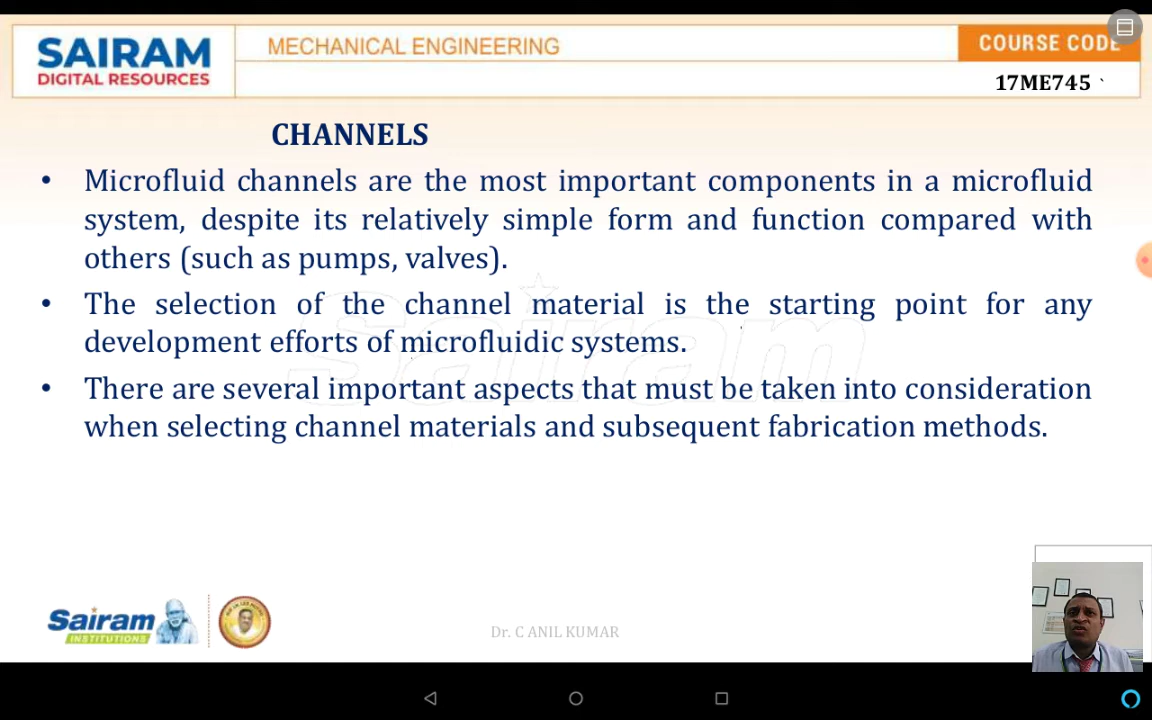 SAIRAM
DIGITAL RESOURCES
MECHANICAL ENGINEERING
COURSE CODE
17ME745 `
CHANNELS
• Microfluid channels are the most important components in a microfluid
system, despite its relatively simple form and function compared with
others (such as pumps, valves).
• The selection of the channel material is the starting point for any
development efforts of microfluidic systems.
• There are several important aspects that must be taken into consideration
when selecting channel materials and subsequent fabrication methods.
Sairam
Sairam
INSTITUTIONS
Dr. C ANIL KUMAR